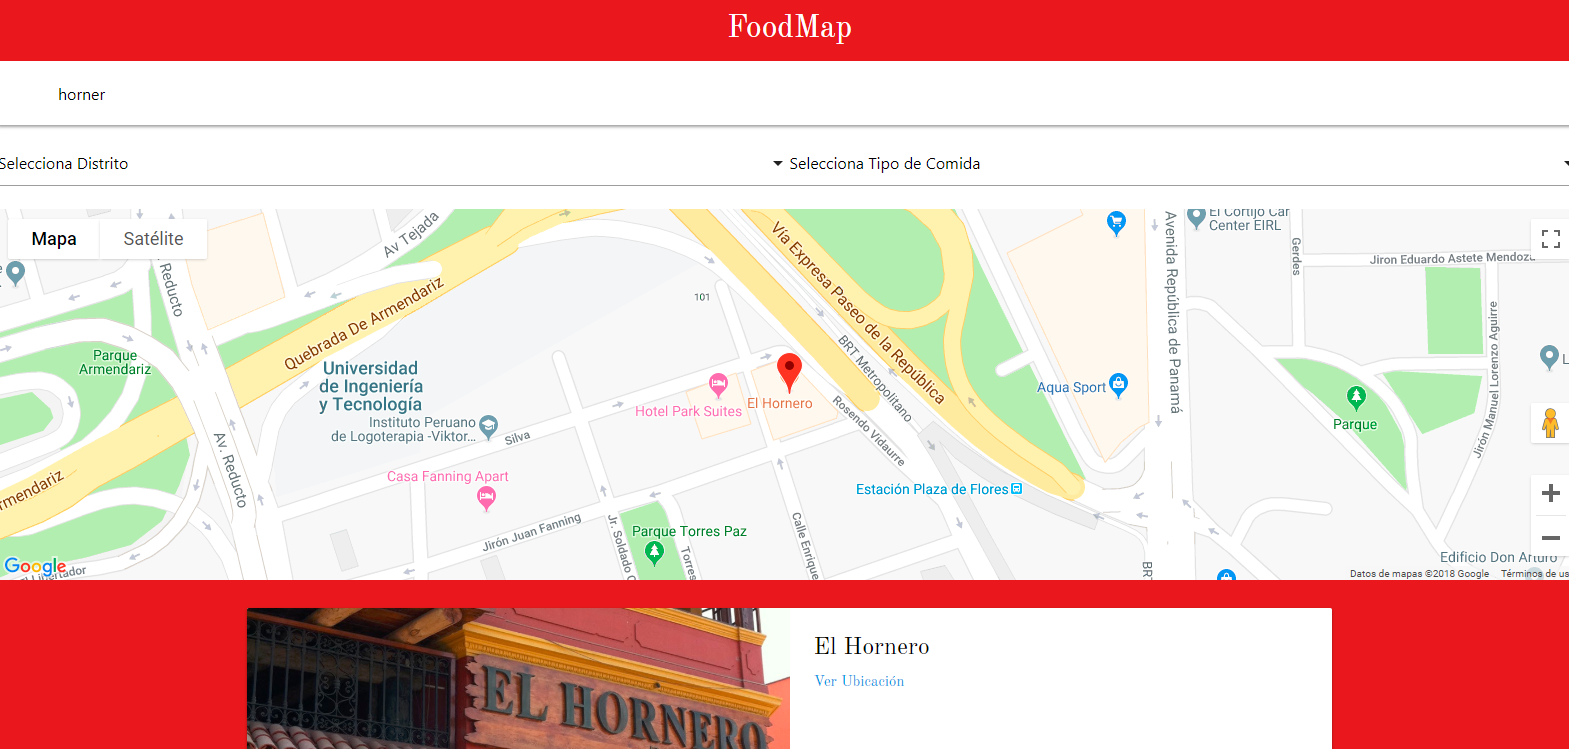 FoodMap
horner
Selecciona Distrito
Selecciona Tipo de Comida
Mapa
Satélite
Av Tejada
Reducto
Quebrada De Armendariz
Vía Expresa Paseo de la República
101
Avenida República de Panamá
El Cortijo Car
Center EIRL
Gerdes
Jiron Eduardo Astete Mendoza
Parque
Armendariz
Universidad
de Ingeniería
y Tecnología
Instituto Peruano
de Logoterapia -Viktor...
Hotel Park Suites
El Hornero
BRT Metropolitano
Rosendo Vidaurre
Aqua Sport
Jirón Manuel Lorenzo Aguirre
Parque
Silva
Av. Reducto
Armendariz
Casa Fanning Apart
Estación Plaza de Flores
Jirón Juan Fanning
Parque Torres Paz
Jr. Soldado
Torres
Calle Enrique
BRT
Edificio Don Arturo
Google
Libertador
Datos de mapas ©2018 Google
Términos de us
El Hornero
Ver Ubicación
EL HORNERO